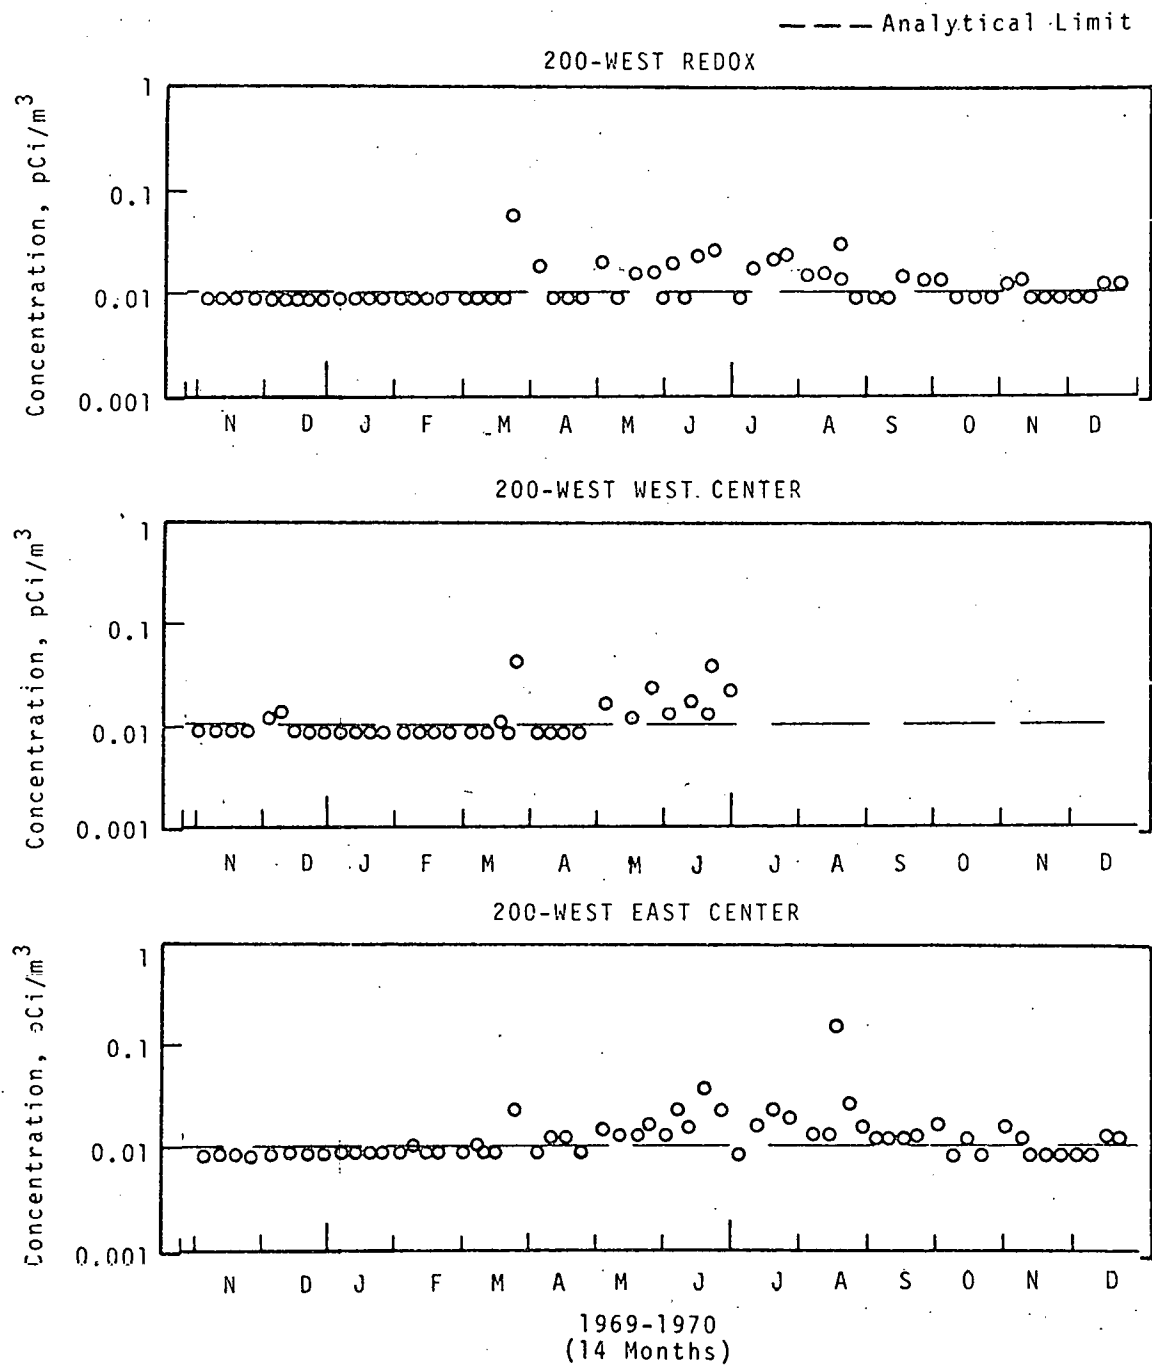 Analytical Limit
200-WEST REDOX
Concentration, pCi/m³
1
0.1
0.01
0.001
N D J F M A M J J A S O N D
200-WEST WEST CENTER
Concentration, pCi/m³
1
0.1
0.01
0.001
N D J F M A M J J A S O N D
200-WEST EAST CENTER
Concentration, pCi/m³
1
0.1
0.01
0.001
N D J F M A M J J A S O N D
1969-1970
(14 Months)